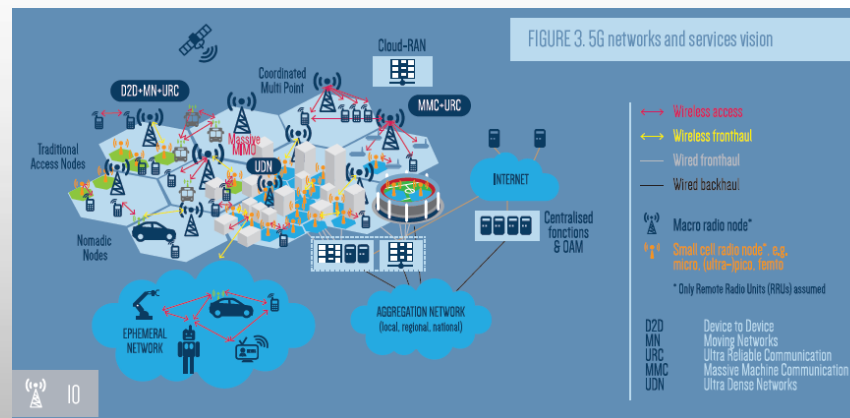 FIGURE 3. 5G networks and services vision
Cloud-RAN
Coordinated
Multi Point
D2D+MN+URC
MMC+URC
Traditional
Access Nodes
Massive
MIMO
UDN
Nomadic
Nodes
INTERNET
Centralised
fonctions
& OAM
EPHEMERAL
NETWORK
AGGREGATION NETWORK
(local, regional, national)
Wireless access
Wireless fronthaul
Wired fronthaul
Wired backhaul
Macro radio node*
Small cell radio node*, e.g.
micro, (ultra-)pico, femto
* Only Remote Radio Units (RRUs) assumed
D2D Device to Device
MN Moving Networks
URC Ultra Reliable Communication
MMC Massive Machine Communication
UDN Ultra Dense Networks
10